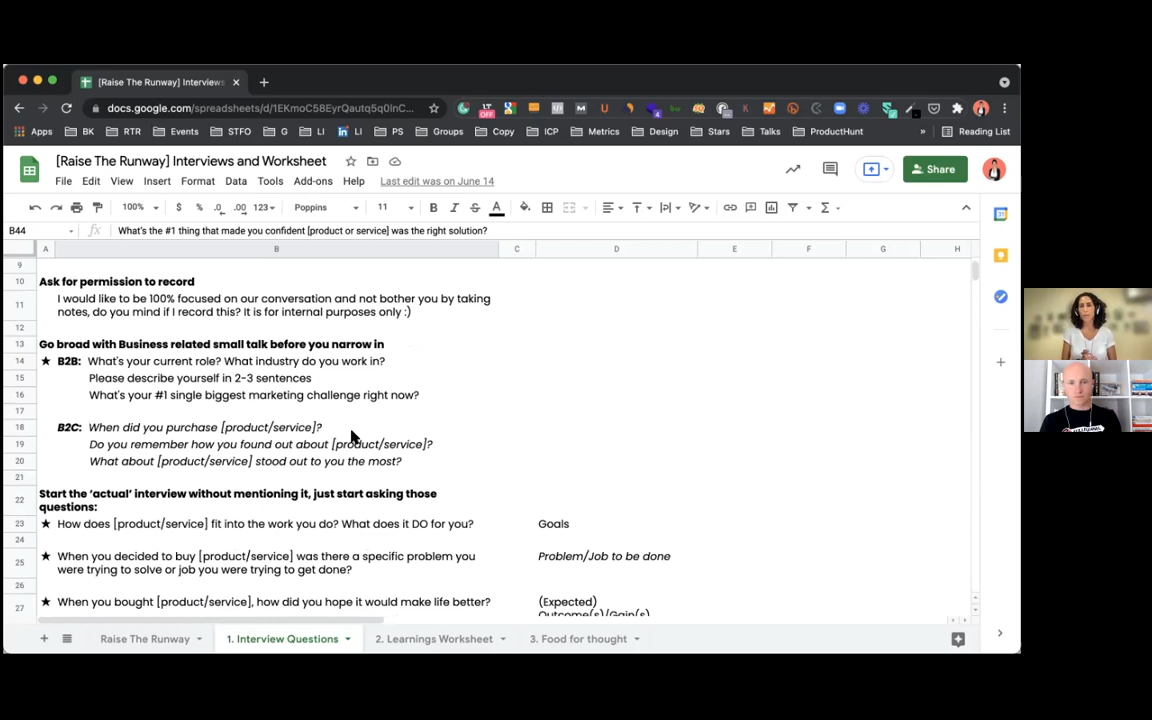 [Raise The Runway] Interviews
docs.google.com/spreadsheets/d/1EKmoC58EyrQautq5q0InC...
Apps BK RTR Events STFO G LI LI PS Groups Copy ICP Metrics Design Stars Talks ProductHunt » Reading List
[Raise The Runway] Interviews and Worksheet
File Edit View Insert Format Data Tools Add-ons Help Last edit was on June 14
Share
100% $ % .0 .00 123 Poppins 11 B I S A
B44 fx What's the #1 thing that made you confident [product or service] was the right solution?
A B C D E F G H
9
10 Ask for permission to record
11 I would like to be 100% focused on our conversation and not bother you by taking
notes, do you mind if I record this? It is for internal purposes only :)
12
13 Go broad with Business related small talk before you narrow in
14 ★ B2B: What's your current role? What industry do you work in?
15 Please describe yourself in 2-3 sentences
16 What's your #1 single biggest marketing challenge right now?
17
18 B2C: When did you purchase [product/service]?
19 Do you remember how you found out about [product/service]?
20 What about [product/service] stood out to you the most?
21
22 Start the ‘actual’ interview without mentioning it, just start asking those
questions:
23 ★ How does [product/service] fit into the work you do? What does it DO for you? Goals
24
25 ★ When you decided to buy [product/service] was there a specific problem you Problem/Job to be done
were trying to solve or job you were trying to get done?
26
27 ★ When you bought [product/service], how did you hope it would make life better? (Expected)
Outcome(s)/Gain(s)
Raise The Runway 1. Interview Questions 2. Learnings Worksheet 3. Food for thought